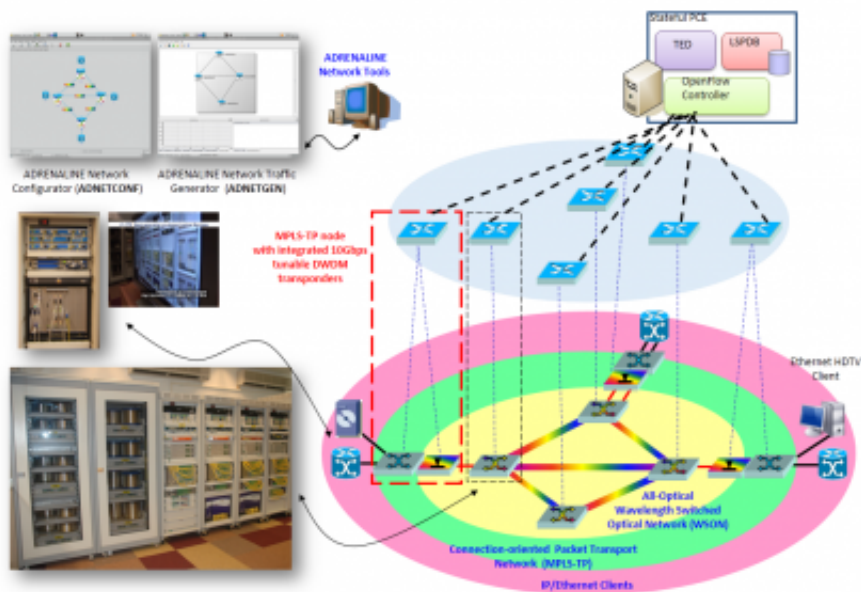 Stateful PCE
TED
LSPDB
OpenFlow
Controller
ADRENALINE
Network Tools
ADRENALINE Network
Configurator (ADNETCONF)
ADRENALINE Network Traffic
Generator (ADNETGEN)
MPLS-TP node
with integrated 10Gbps
tunable DWDM
transponders
Ethernet HDTV
Client
All-Optical
Wavelength Switched
Optical Network (WSON)
Connection-oriented Packet Transport
Network (MPLS-TP)
IP/Ethernet Clients